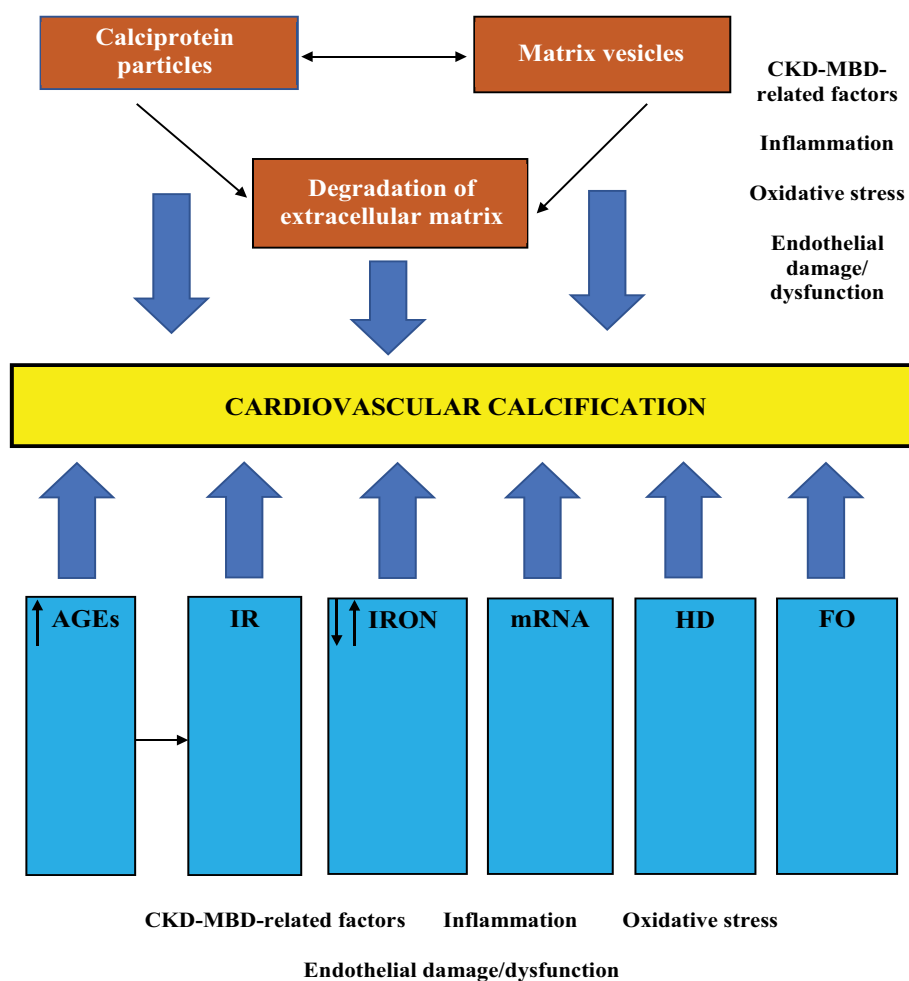 Calciprotein
particles
Matrix vesicles
CKD-MBD-
related factors
Inflammation
Oxidative stress
Endothelial
damage/
dysfunction
Degradation of
extracellular matrix
CARDIOVASCULAR CALCIFICATION
AGEs
IR
IRON
mRNA
HD
FO
CKD-MBD-related factors Inflammation Oxidative stress
Endothelial damage/dysfunction